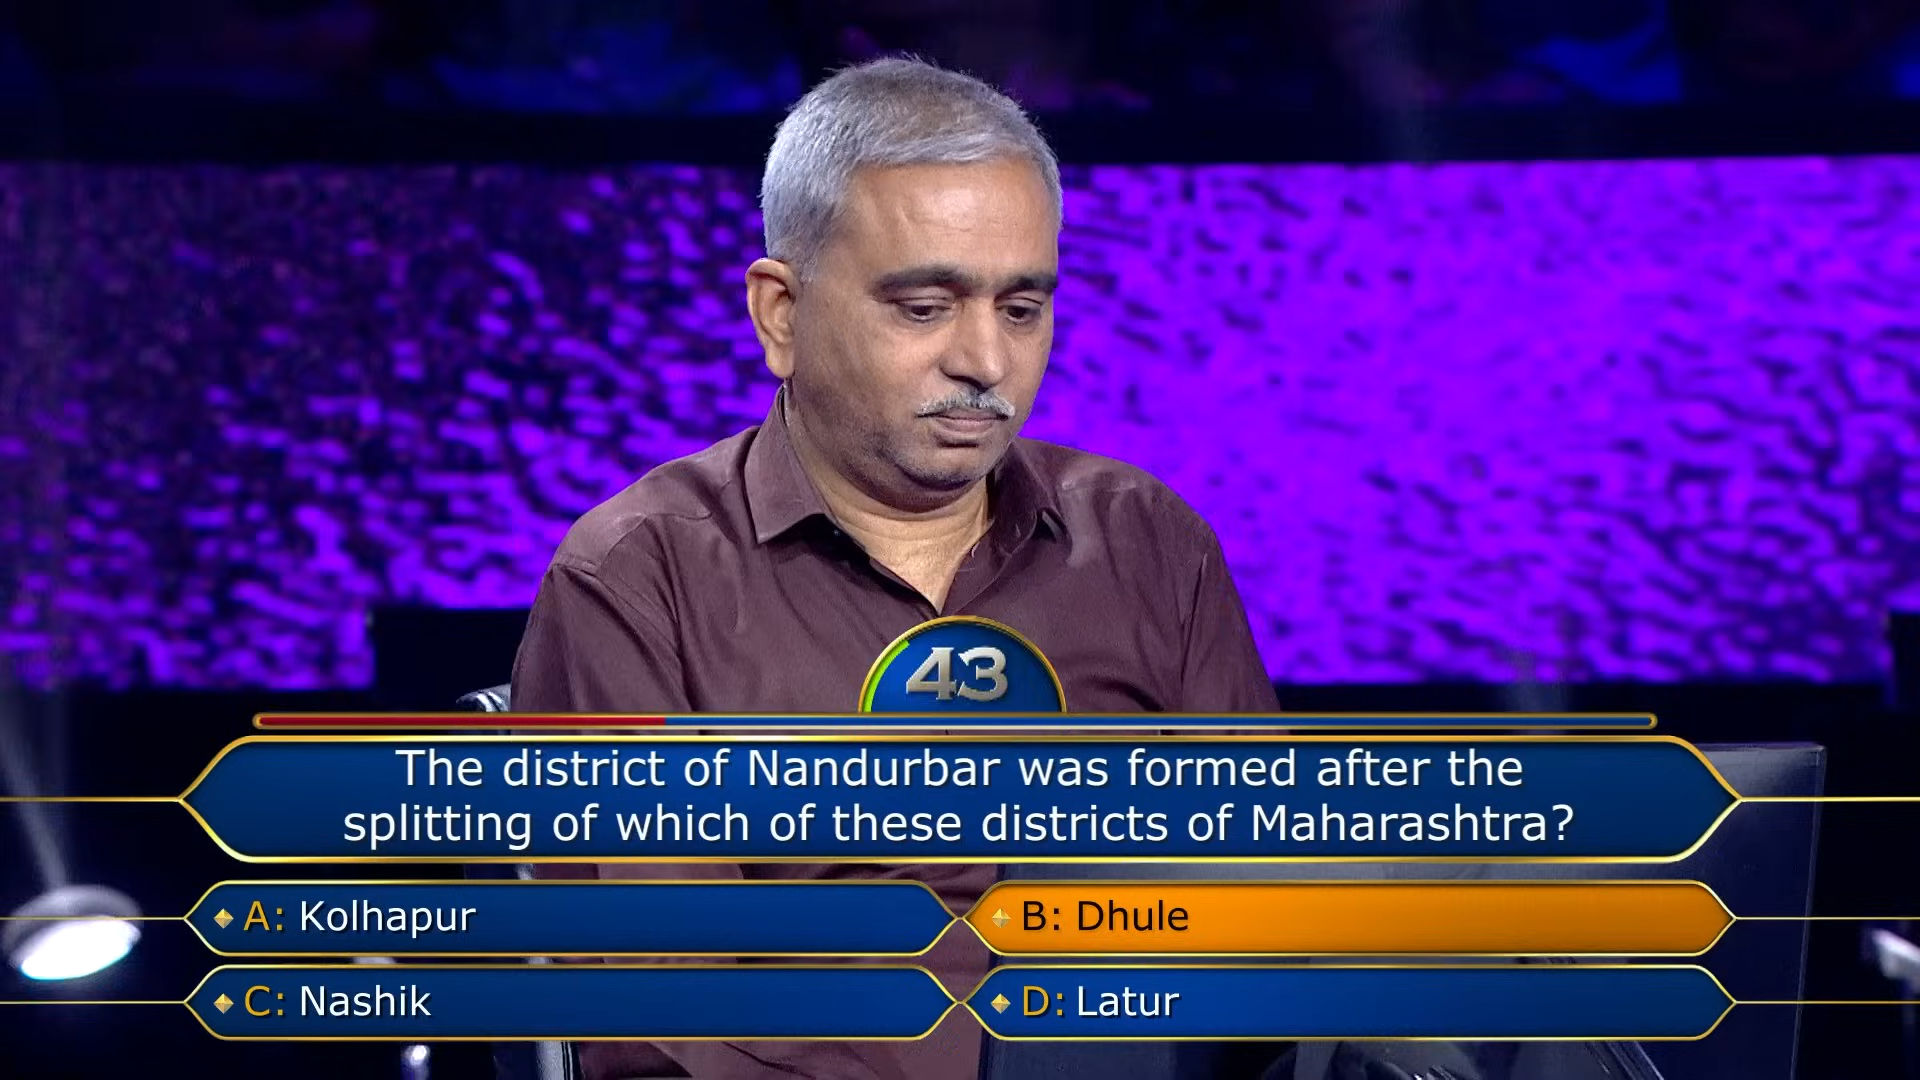 43
The district of Nandurbar was formed after the
splitting of which of these districts of Maharashtra?
A: Kolhapur
B: Dhule
C: Nashik
D: Latur